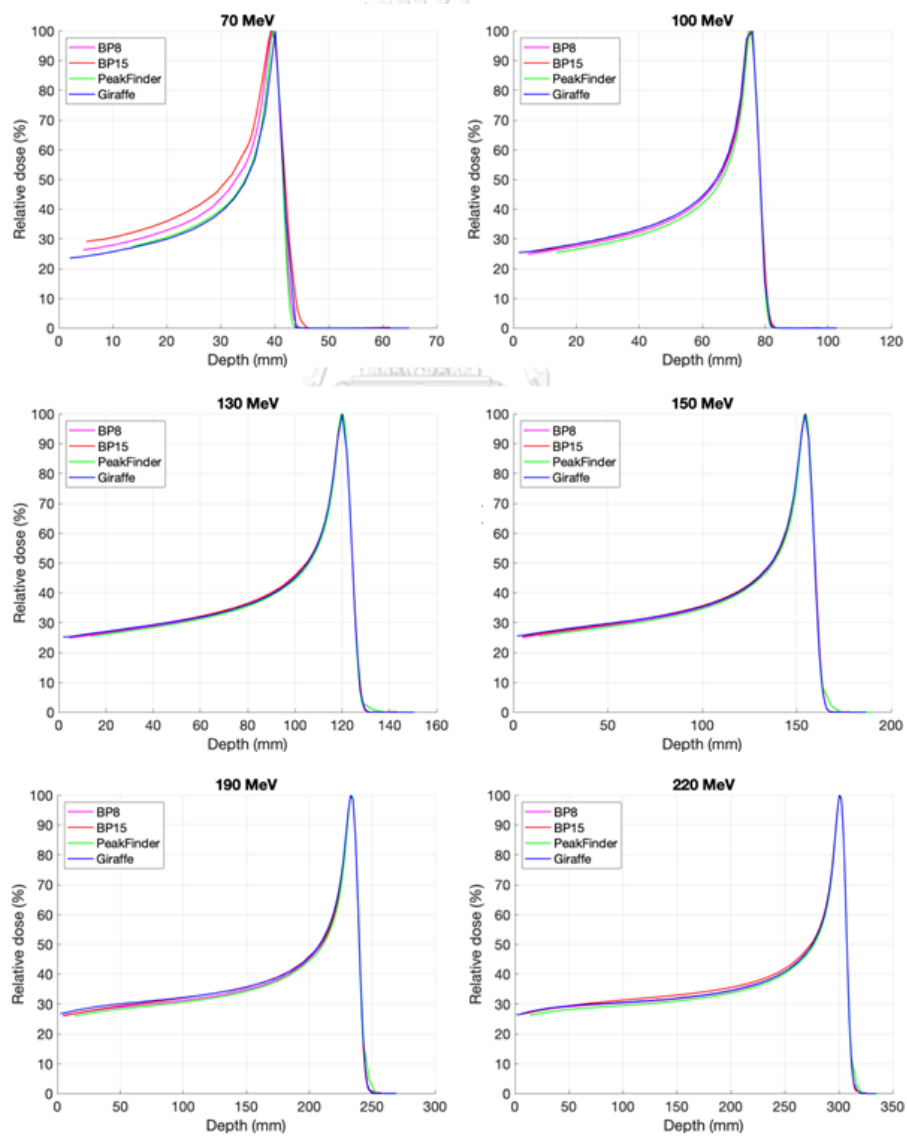 70 MeV
BP8
BP15
PeakFinder
Giraffe
Relative dose (%)
100
90
80
70
60
50
40
30
20
10
0
0 10 20 30 40 50 60 70
Depth (mm)
100 MeV
BP8
BP15
PeakFinder
Giraffe
Relative dose (%)
100
90
80
70
60
50
40
30
20
10
0
0 20 40 60 80 100 120
Depth (mm)
130 MeV
BP8
BP15
PeakFinder
Giraffe
Relative dose (%)
100
90
80
70
60
50
40
30
20
10
0
0 20 40 60 80 100 120 140 160
Depth (mm)
150 MeV
BP8
BP15
PeakFinder
Giraffe
Relative dose (%)
100
90
80
70
60
50
40
30
20
10
0
0 50 100 150 200
Depth (mm)
190 MeV
BP8
BP15
PeakFinder
Giraffe
Relative dose (%)
100
90
80
70
60
50
40
30
20
10
0
0 50 100 150 200 250 300
Depth (mm)
220 MeV
BP8
BP15
PeakFinder
Giraffe
Relative dose (%)
100
90
80
70
60
50
40
30
20
10
0
0 50 100 150 200 250 300 350
Depth (mm)